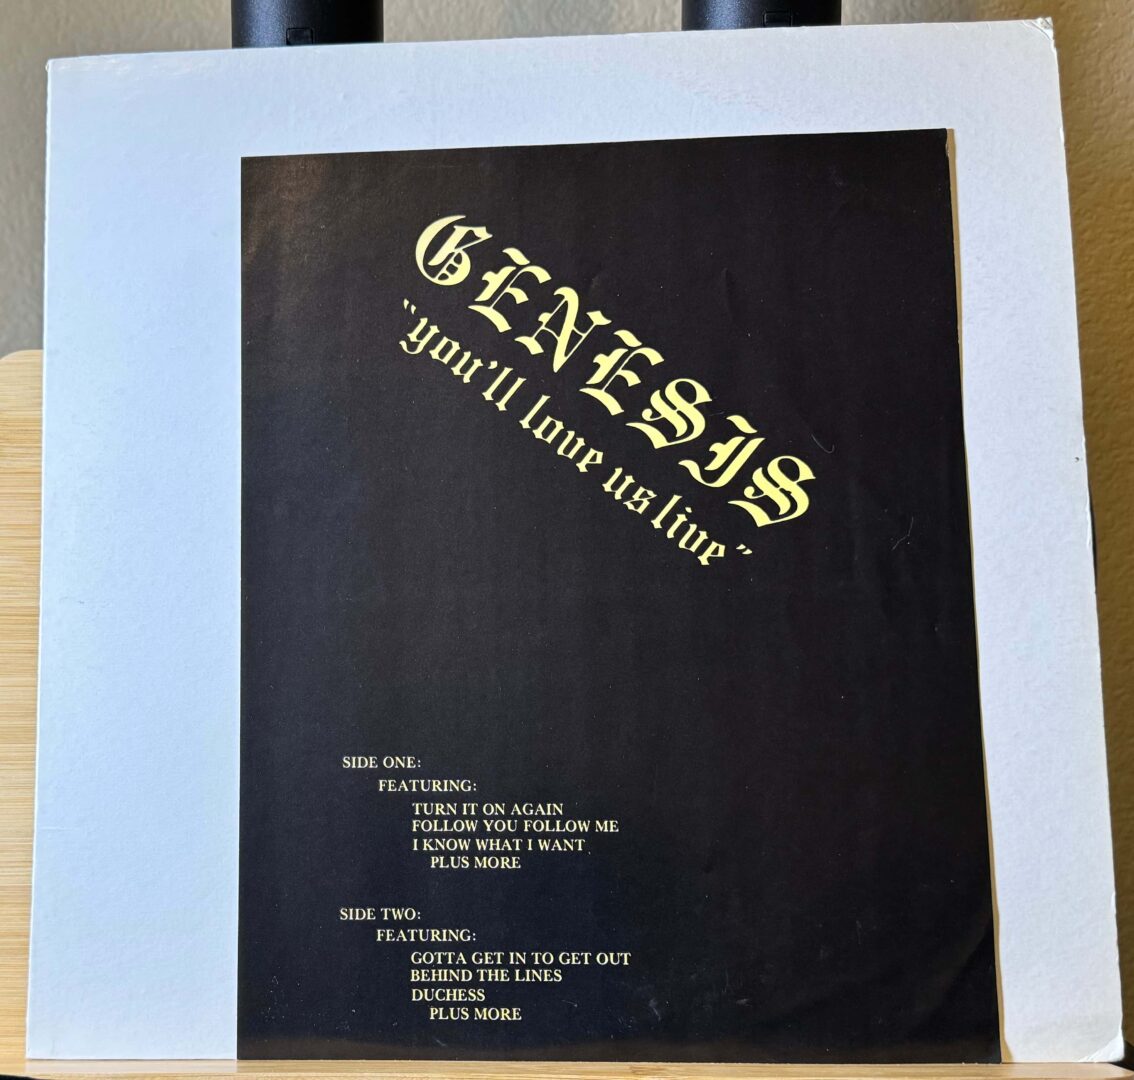 GENESIS
"you'll love us live"
SIDE ONE:
FEATURING:
TURN IT ON AGAIN
FOLLOW YOU FOLLOW ME
I KNOW WHAT I WANT
PLUS MORE
SIDE TWO:
FEATURING:
GOTTA GET IN TO GET OUT
BEHIND THE LINES
DUCHESS
PLUS MORE